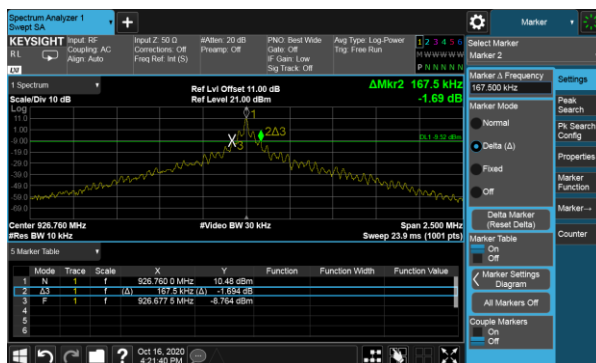 Spectrum Analyzer 1
Swept SA
Marker
KEYSIGHT
Input: RF
Coupling: AC
Align: Auto
Input Z: 50 Ω
Corrections: Off
Freq Ref: Int (S)
#Atten: 20 dB
Preamp: Off
PNO: Best Wide
Gate: Off
IF Gain: Low
Sig Track: Off
Avg Type: Log-Power
Trig: Free Run
1 2 3 4 5 6
M W W W W W
P N N N N N
RL
LXI
Select Marker
Marker 2
1 Spectrum
Scale/Div 10 dB
Ref Lvl Offset 11.00 dB
Ref Level 21.00 dBm
ΔMkr2 167.5 kHz
-1.69 dB
Log
11.0
1.00
-9.00
-19.0
-29.0
-39.0
-49.0
-59.0
-69.0
1
2Δ3
3
DL1 -9.52 dBm
Center 926.760 MHz
#Res BW 10 kHz
#Video BW 30 kHz
Span 2.500 MHz
Sweep 23.9 ms (1001 pts)
5 Marker Table
Mode Trace Scale X Y Function Function Width Function Value
1 N 1 f 926.760 0 MHz 10.48 dBm
2 Δ3 1 f (Δ) 167.5 kHz (Δ) -1.694 dB
3 F 1 f 926.677 5 MHz -8.764 dBm
4
5
6
Marker Δ Frequency
167.500 kHz
Marker Mode
Normal
Delta (Δ)
Fixed
Off
Delta Marker
(Reset Delta)
Marker Table
On
Off
Marker Settings
Diagram
All Markers Off
Couple Markers
On
Off
Settings
Peak
Search
Pk Search
Config
Properties
Marker
Function
Marker→
Counter
?
Oct 16, 2020
4:21:40 PM